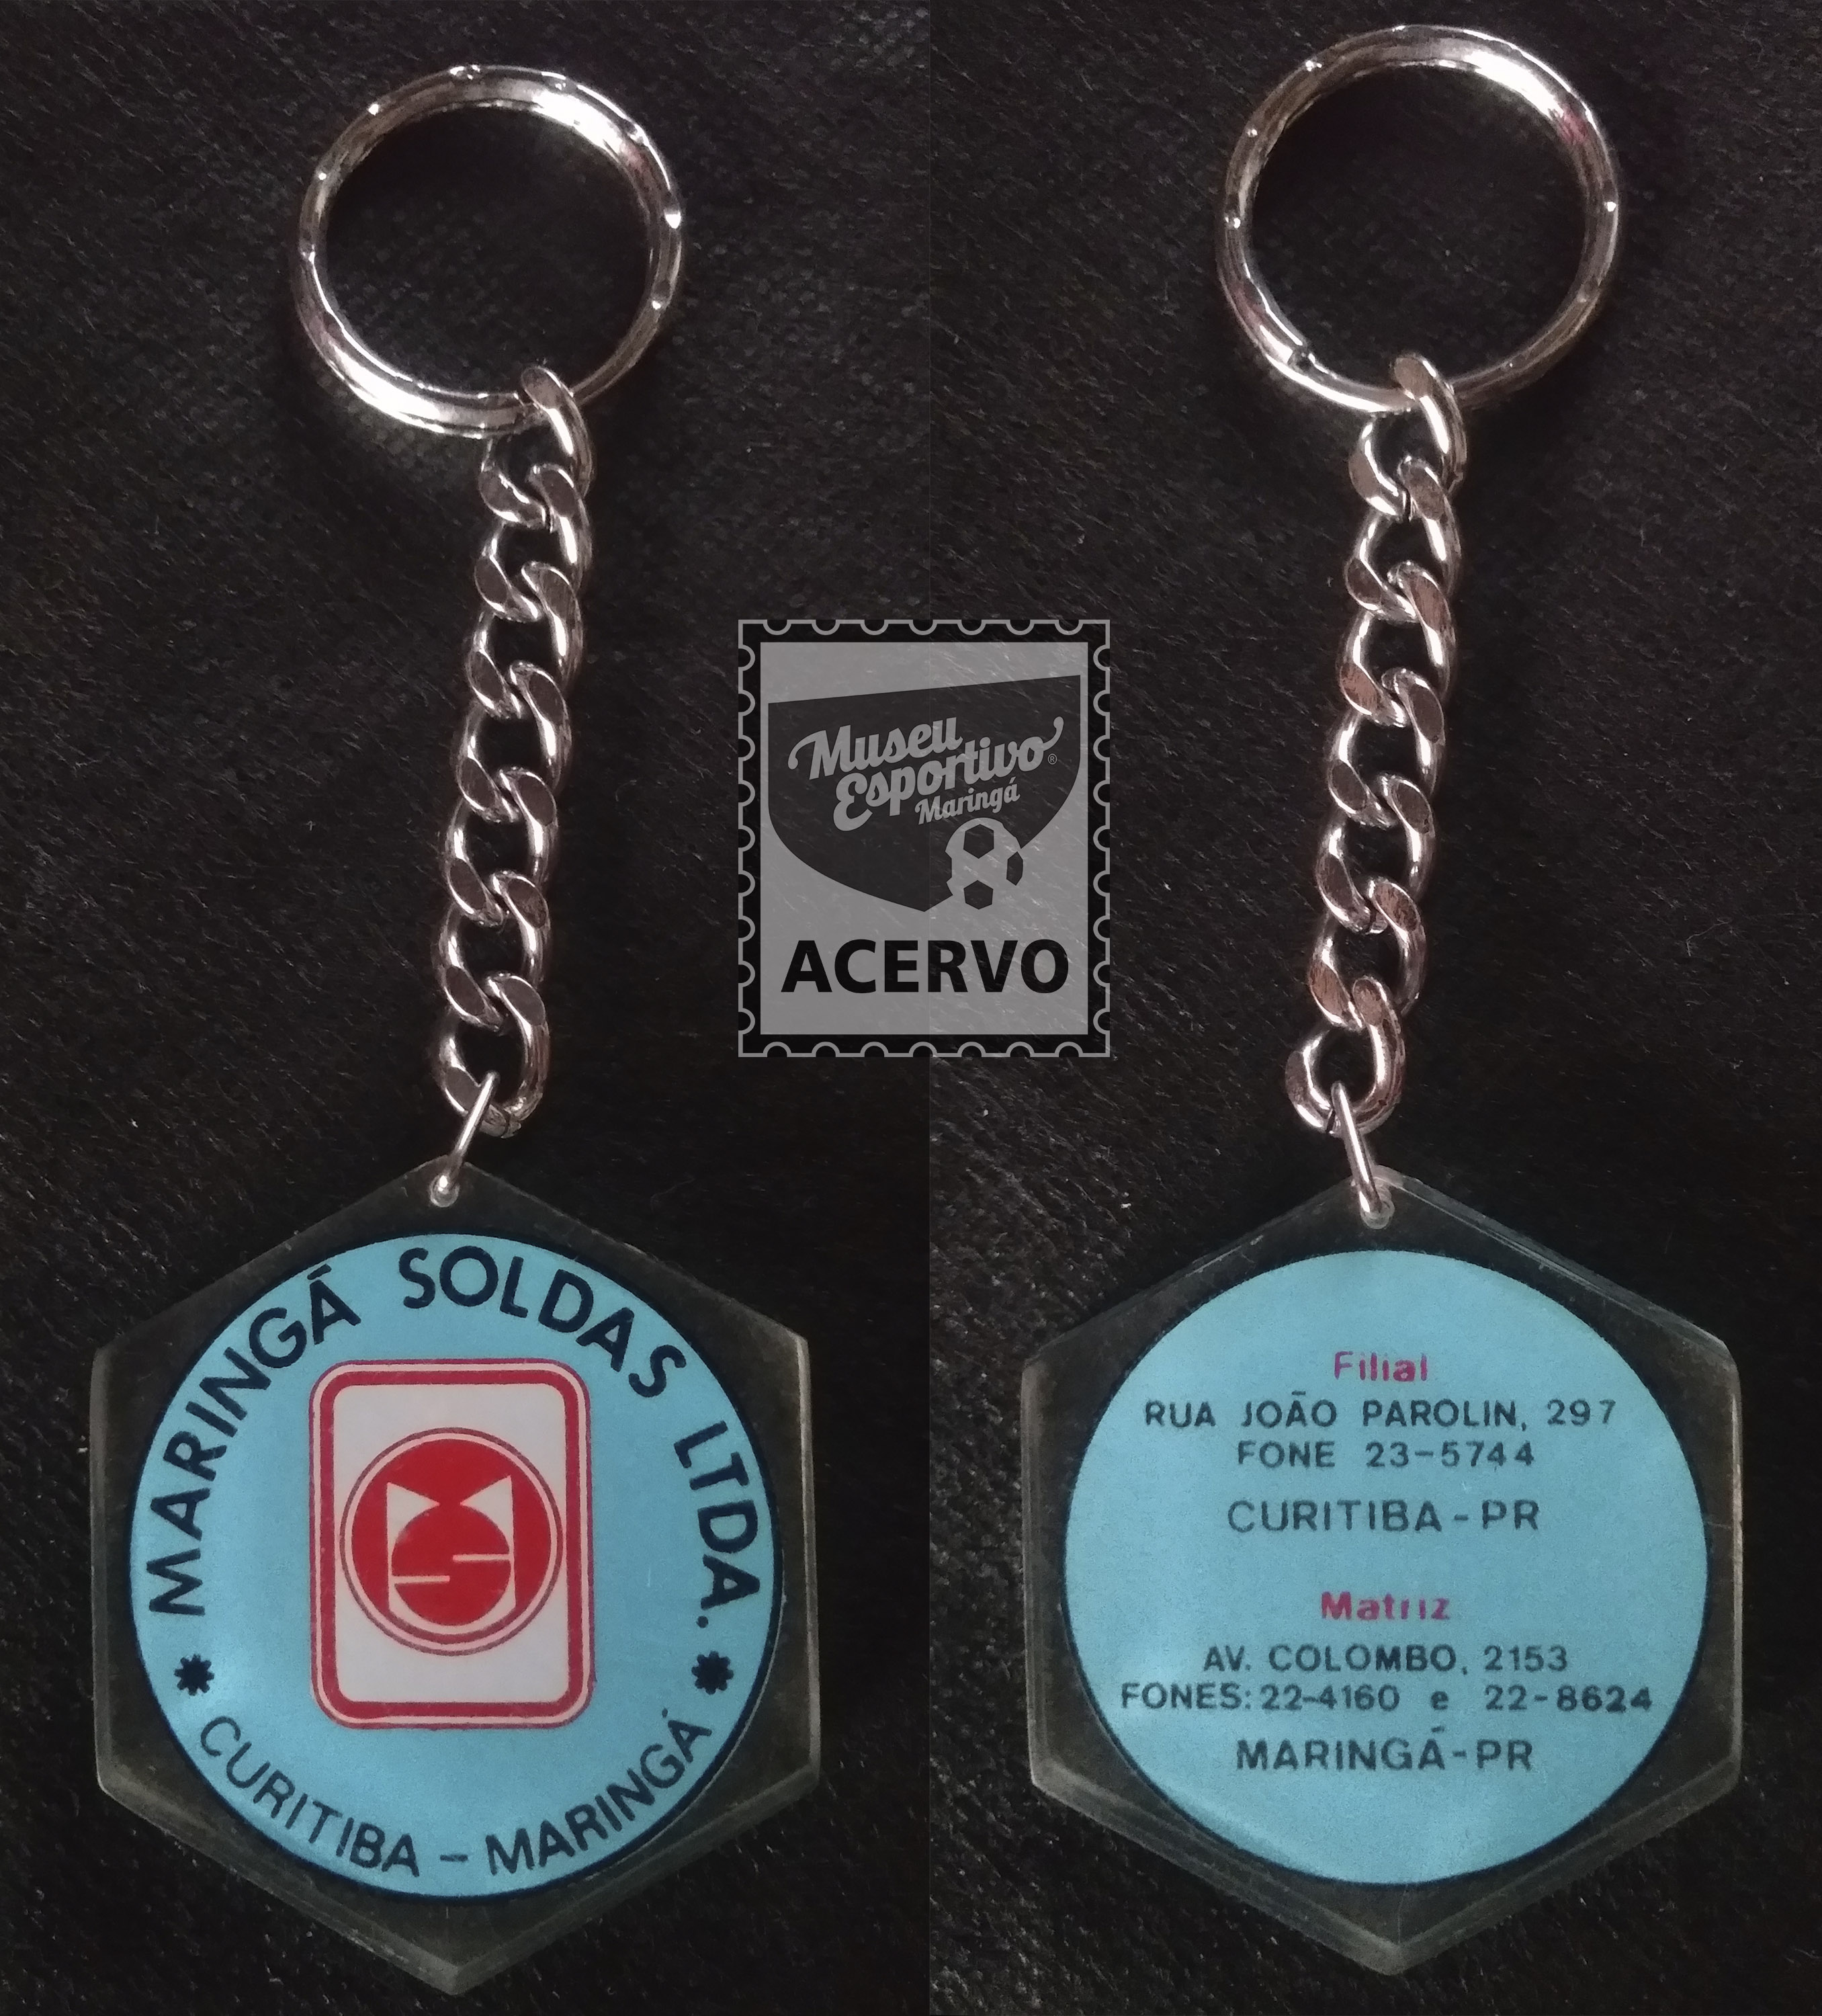 MARINGÁ SOLDAS LTDA.
CURITIBA - MARINGÁ
Museu
Esportivo®
Maringá
ACERVO
Filial
RUA JOÃO PAROLIN, 297
FONE 23-5744
CURITIBA-PR
Matriz
AV. COLOMBO, 2153
FONES: 22-4160 e 22-8624
MARINGÁ-PR